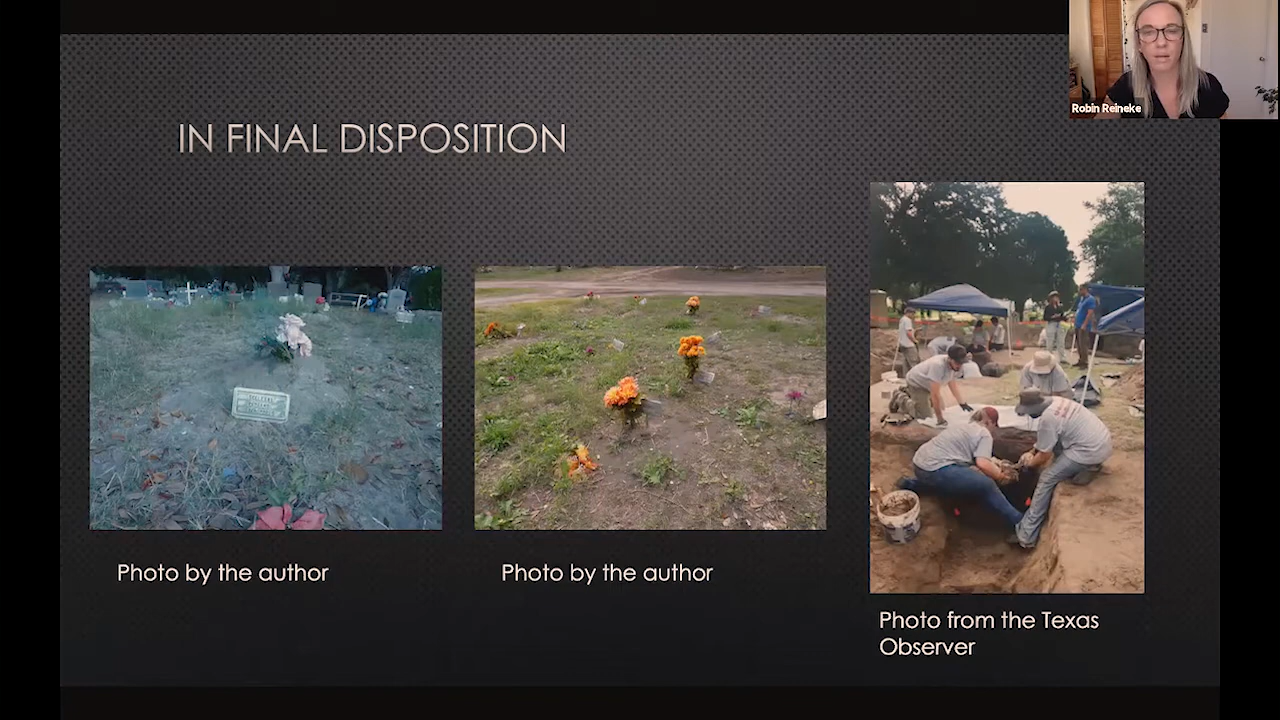 Robin Reineke
IN FINAL DISPOSITION
Photo by the author
Photo by the author
Photo from the Texas
Observer